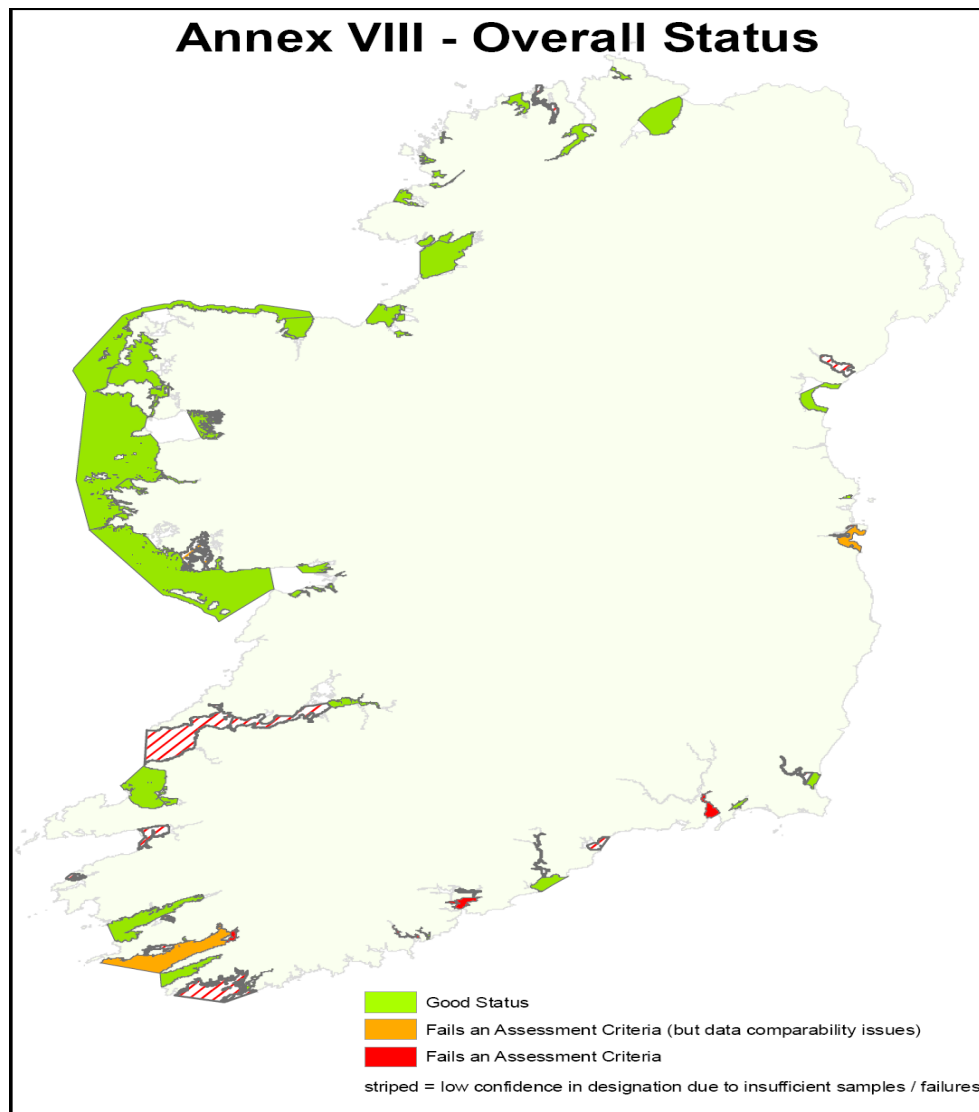 Annex VIII - Overall Status
Good Status
Fails an Assessment Criteria (but data comparability issues)
Fails an Assessment Criteria
striped = low confidence in designation due to insufficient samples / failures